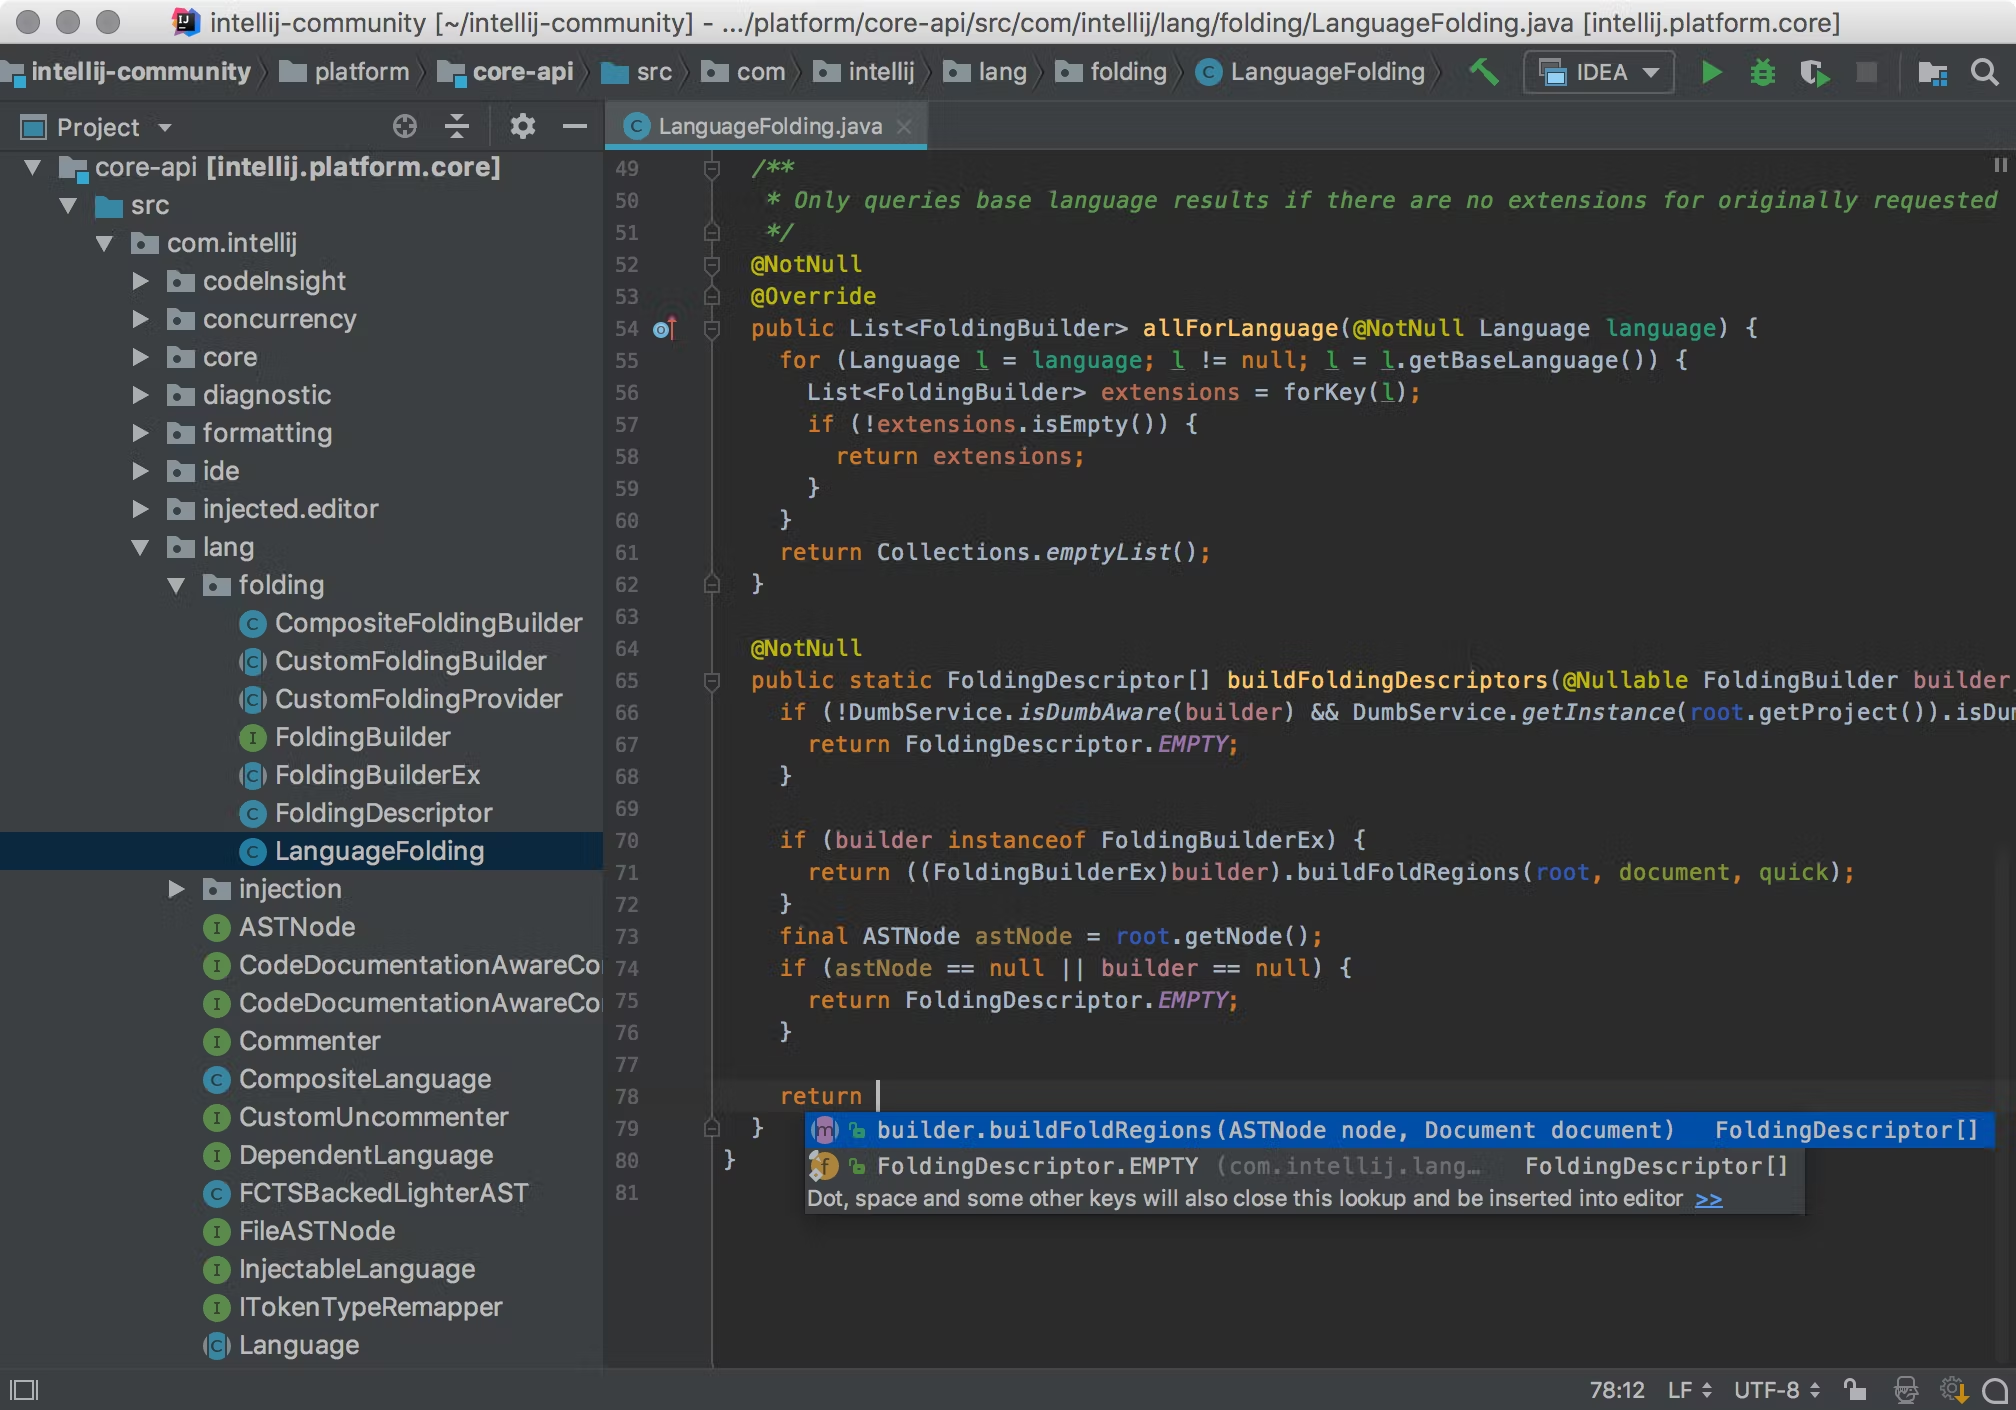 intellij-community [~/intellij-community] - .../platform/core-api/src/com/intellij/lang/folding/LanguageFolding.java [intellij.platform.core]
intellij-community platform core-api src com intellij lang folding LanguageFolding IDEA
Project
core-api [intellij.platform.core]
src
com.intellij
codeInsight
concurrency
core
diagnostic
formatting
ide
injected.editor
lang
folding
CompositeFoldingBuilder
CustomFoldingBuilder
CustomFoldingProvider
FoldingBuilder
FoldingBuilderEx
FoldingDescriptor
LanguageFolding
injection
ASTNode
CodeDocumentationAwareCo
CodeDocumentationAwareCo
Commenter
CompositeLanguage
CustomUncommenter
DependentLanguage
FCTSBackedLighterAST
FileASTNode
InjectableLanguage
ITokenTypeRemapper
Language
LanguageFolding.java
49 /**
50 * Only queries base language results if there are no extensions for originally requested
51 */
52 @NotNull
53 @Override
54 public List<FoldingBuilder> allForLanguage(@NotNull Language language) {
55 for (Language l = language; l != null; l = l.getBaseLanguage()) {
56 List<FoldingBuilder> extensions = forKey(l);
57 if (!extensions.isEmpty()) {
58 return extensions;
59 }
60 }
61 return Collections.emptyList();
62 }
63
64 @NotNull
65 public static FoldingDescriptor[] buildFoldingDescriptors(@Nullable FoldingBuilder builder,
66 if (!DumbService.isDumbAware(builder) && DumbService.getInstance(root.getProject()).isDum
67 return FoldingDescriptor.EMPTY;
68 }
69
70 if (builder instanceof FoldingBuilderEx) {
71 return ((FoldingBuilderEx)builder).buildFoldRegions(root, document, quick);
72 }
73 final ASTNode astNode = root.getNode();
74 if (astNode == null || builder == null) {
75 return FoldingDescriptor.EMPTY;
76 }
77
78 return
79 }
80 }
81
builder.buildFoldRegions(ASTNode node, Document document) FoldingDescriptor[]
FoldingDescriptor.EMPTY (com.intellij.lang… FoldingDescriptor[]
Dot, space and some other keys will also close this lookup and be inserted into editor >>
78:12 LF UTF-8